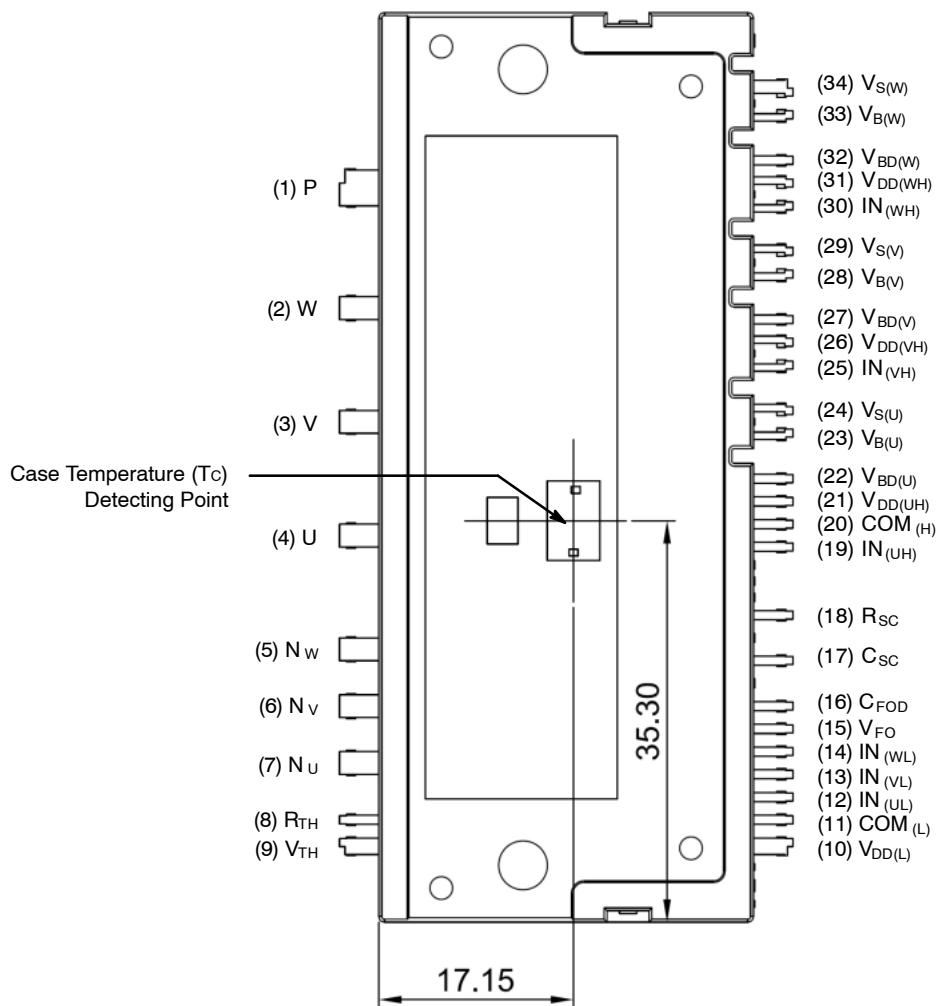 (1) P
(2) W
(3) V
Case Temperature (TC)
Detecting Point
(4) U
(5) N W
(6) N V
(7) N U
(8) RTH
(9) VTH
(34) VS(W)
(33) VB(W)
(32) VBD(W)
(31) VDD(WH)
(30) IN(WH)
(29) VS(V)
(28) VB(V)
(27) VBD(V)
(26) VDD(VH)
(25) IN(VH)
(24) VS(U)
(23) VB(U)
(22) VBD(U)
(21) VDD(UH)
(20) COM (H)
(19) IN(UH)
(18) RSC
(17) CSC
(16) CFOD
(15) VFO
(14) IN (WL)
(13) IN (VL)
(12) IN (UL)
(11) COM (L)
(10) VDD(L)
35.30
17.15